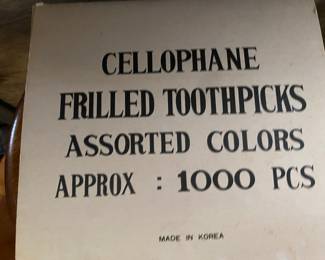 CELLOPHANE
FRILLED TOOTHPICKS
ASSORTED COLORS
APPROX : 1000 PCS
MADE IN KOREA